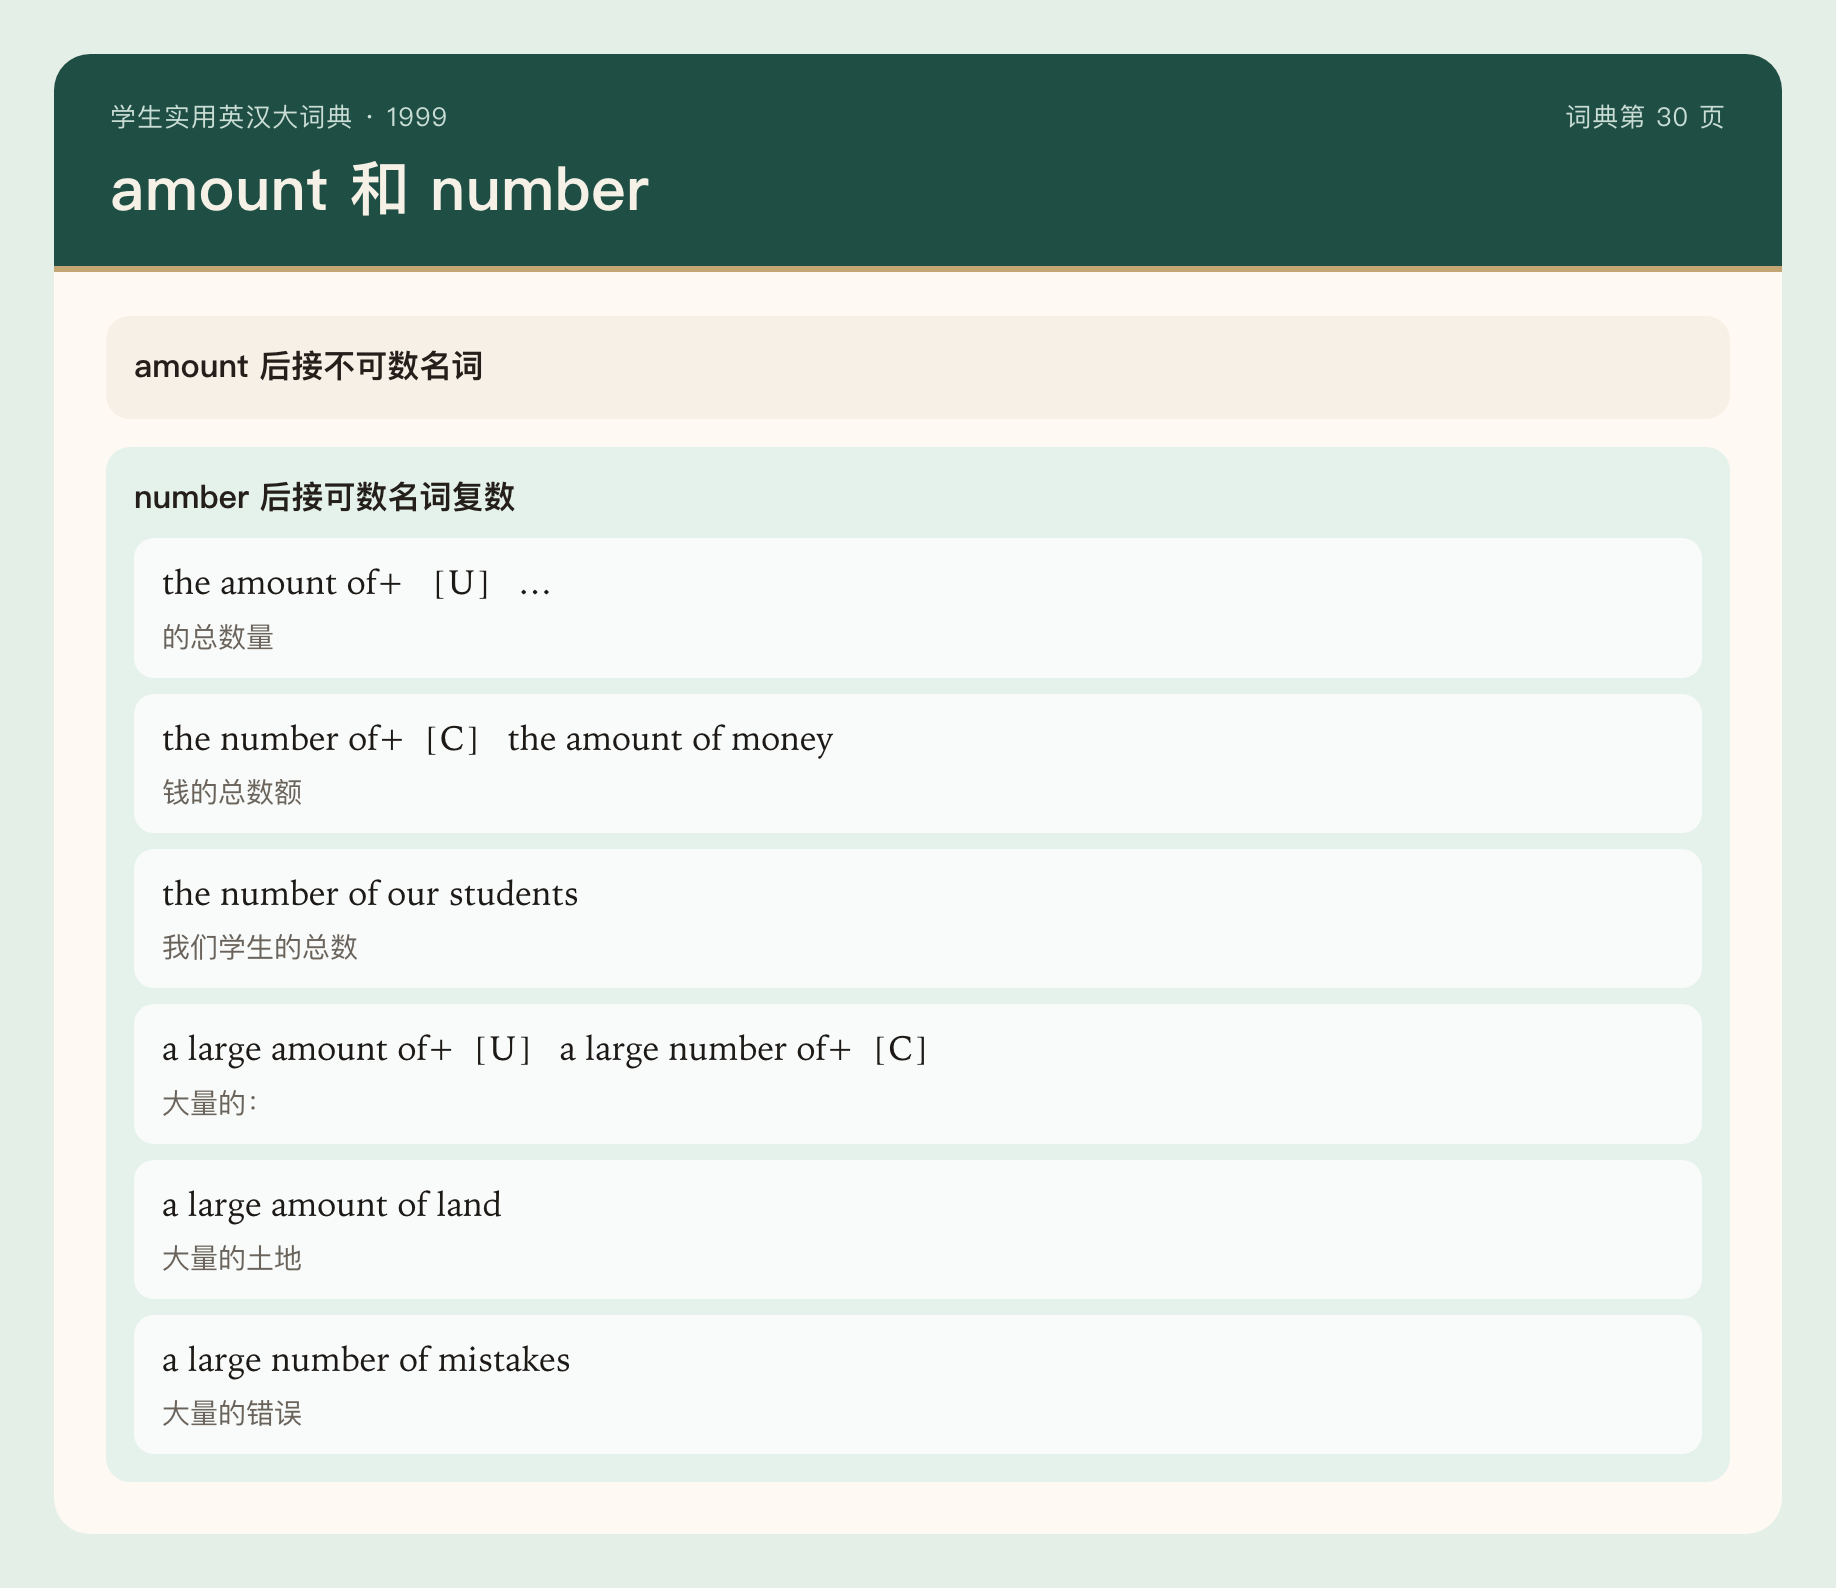 学生实用英汉大词典 · 1999
词典第 30 页
amount 和 number
amount 后接不可数名词
number 后接可数名词复数
the amount of+ [U] …
的总数量
the number of+ [C] the amount of money
钱的总数额
the number of our students
我们学生的总数
a large amount of+ [U] a large number of+ [C]
大量的：
a large amount of land
大量的土地
a large number of mistakes
大量的错误